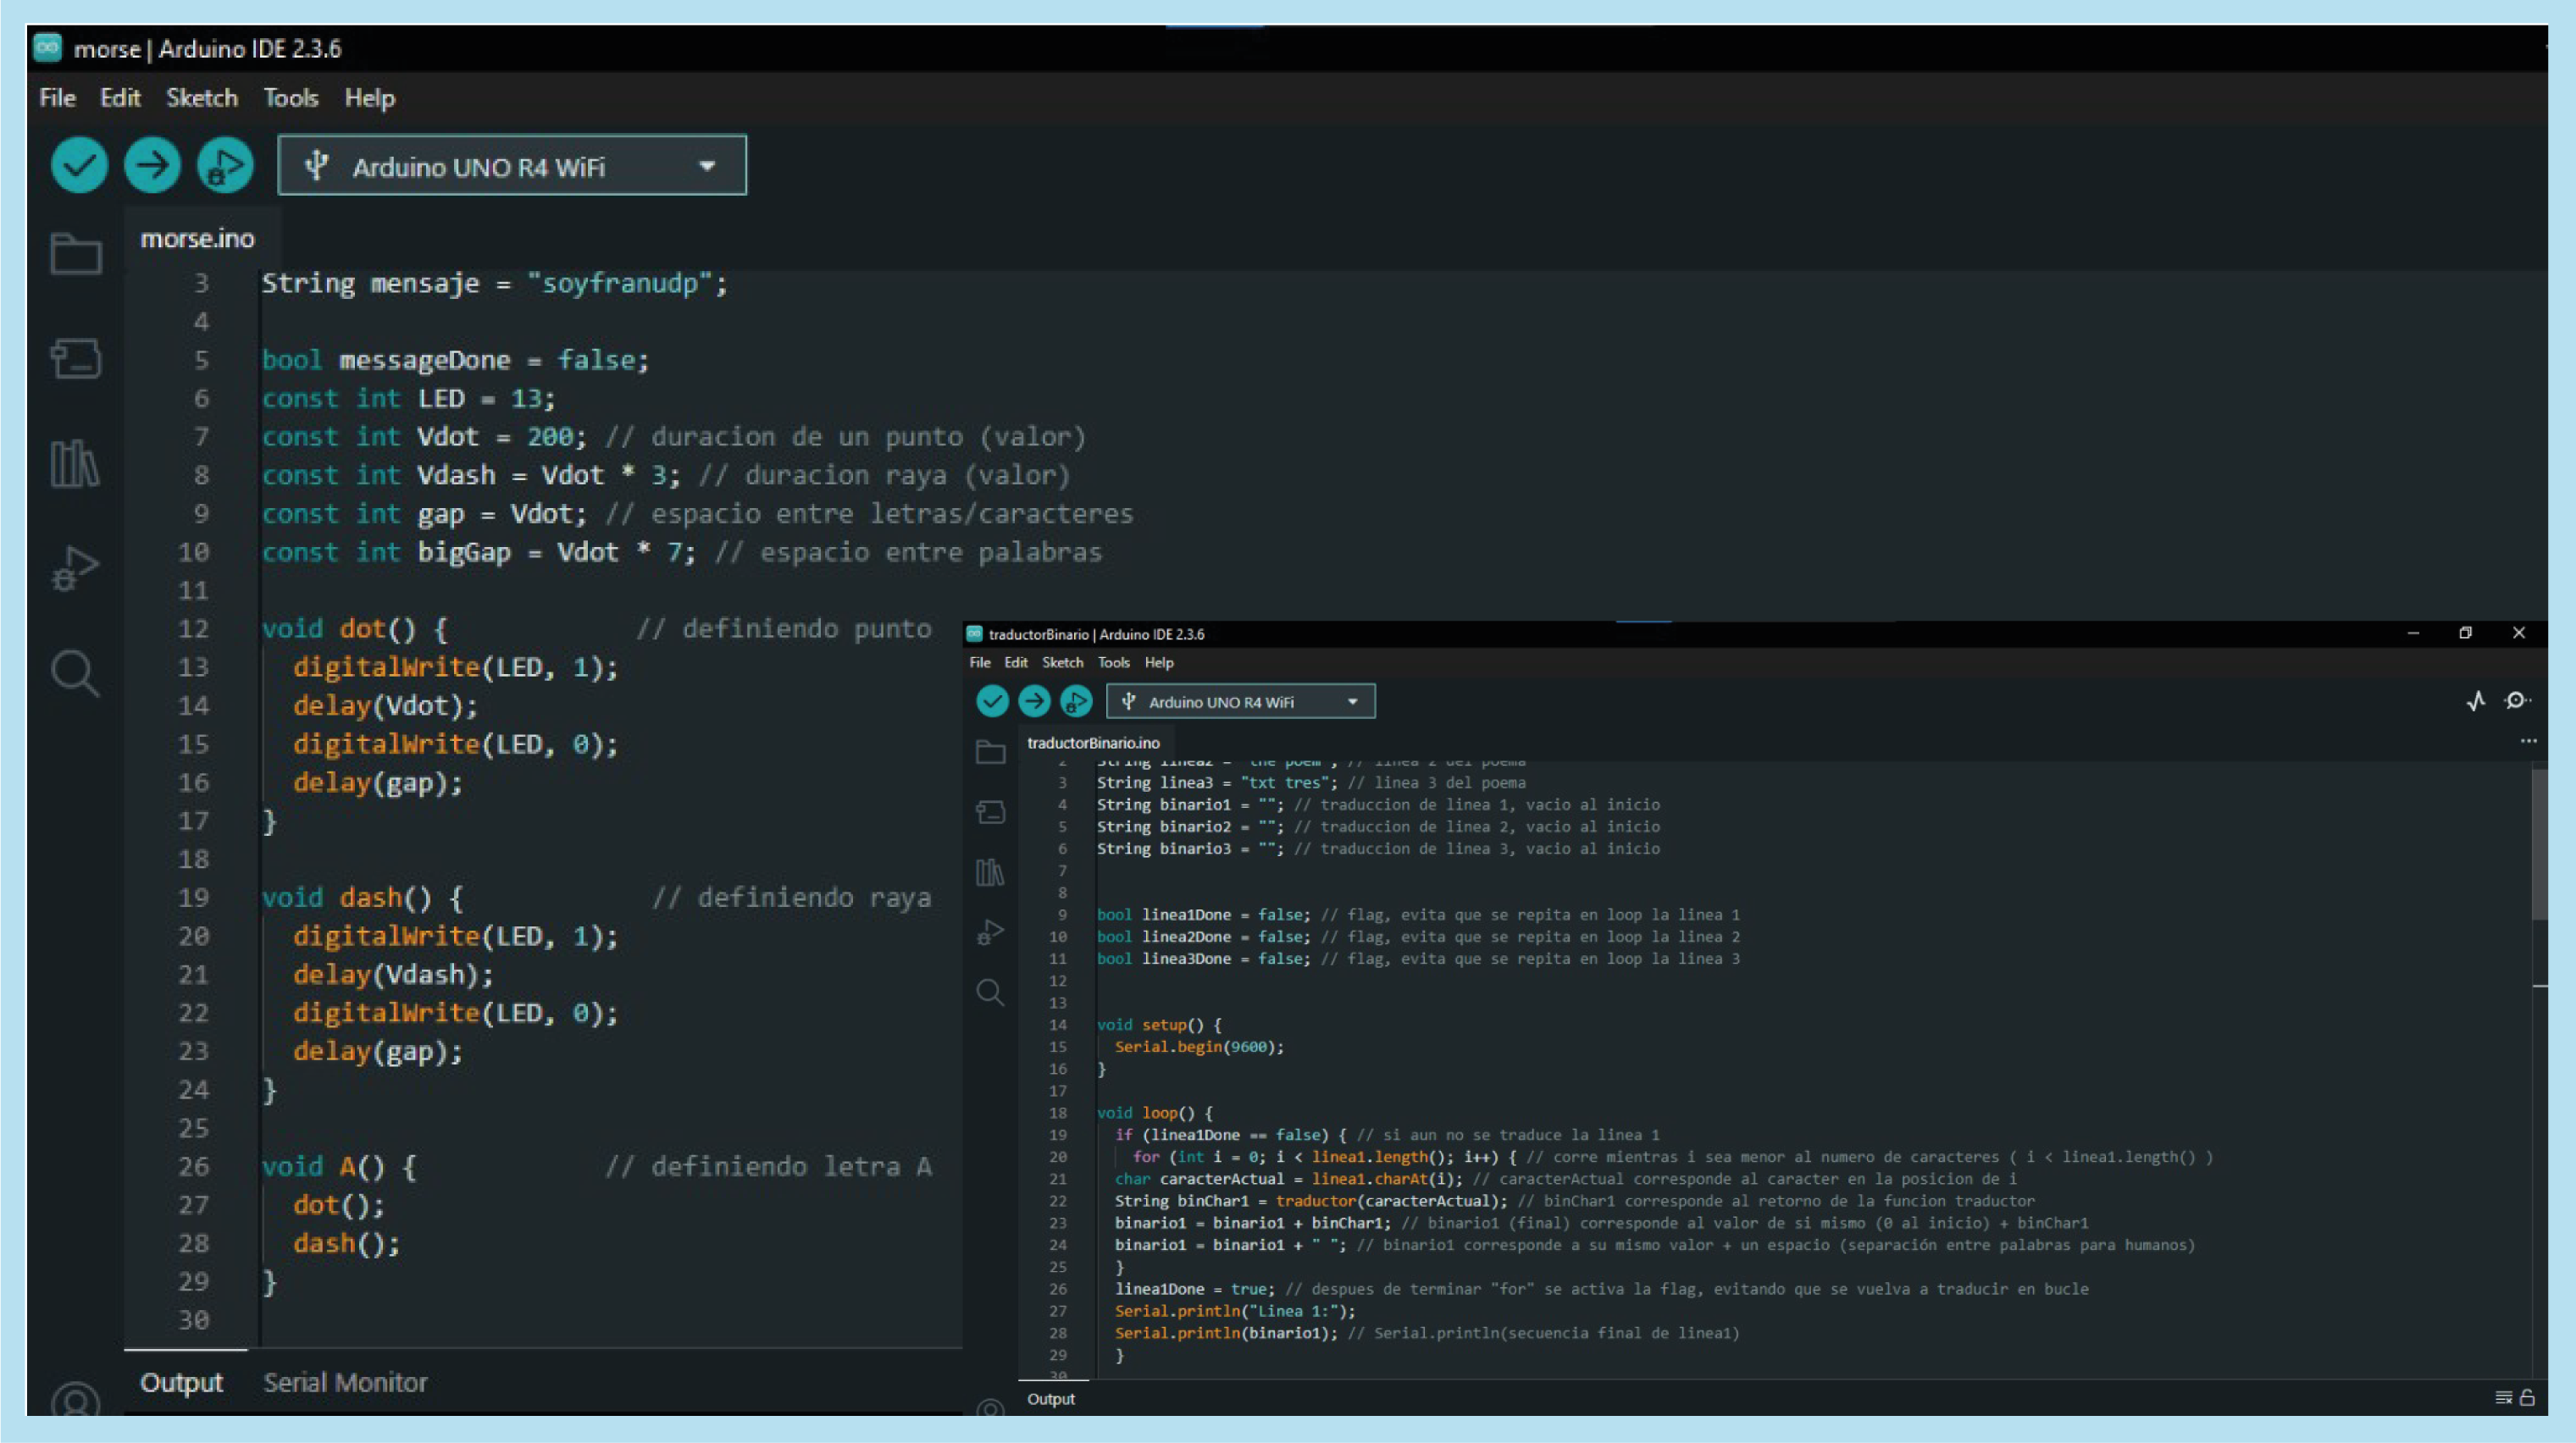 morse | Arduino IDE 2.3.6
File Edit Sketch Tools Help
Arduino UNO R4 WiFi
morse.ino
3 String mensaje = "soyfranudp";
4
5 bool messageDone = false;
6 const int LED = 13;
7 const int Vdot = 200; // duracion de un punto (valor)
8 const int Vdash = Vdot * 3; // duracion raya (valor)
9 const int gap = Vdot; // espacio entre letras/caracteres
10 const int bigGap = Vdot * 7; // espacio entre palabras
11
12 void dot() { // definiendo punto
13 digitalWrite(LED, 1);
14 delay(Vdot);
15 digitalWrite(LED, 0);
16 delay(gap);
17 }
18
19 void dash() { // definiendo raya
20 digitalWrite(LED, 1);
21 delay(Vdash);
22 digitalWrite(LED, 0);
23 delay(gap);
24 }
25
26 void A() { // definiendo letra A
27 dot();
28 dash();
29 }
30
Output Serial Monitor
traductorBinario | Arduino IDE 2.3.6
File Edit Sketch Tools Help
Arduino UNO R4 WiFi
traductorBinario.ino
2 String linea2 = "the poem"; // linea 2 del poema
3 String linea3 = "txt tres"; // linea 3 del poema
4 String binario1 = ""; // traduccion de linea 1, vacio al inicio
5 String binario2 = ""; // traduccion de linea 2, vacio al inicio
6 String binario3 = ""; // traduccion de linea 3, vacio al inicio
7
8
9 bool linea1Done = false; // flag, evita que se repita en loop la linea 1
10 bool linea2Done = false; // flag, evita que se repita en loop la linea 2
11 bool linea3Done = false; // flag, evita que se repita en loop la linea 3
12
13
14 void setup() {
15 Serial.begin(9600);
16 }
17
18 void loop() {
19 if (linea1Done == false) { // si aun no se traduce la linea 1
20 for (int i = 0; i < linea1.length(); i++) { // corre mientras i sea menor al numero de caracteres ( i < linea1.length() )
21 char caracterActual = linea1.charAt(i); // caracterActual corresponde al caracter en la posicion de i
22 String binChar1 = traductor(caracterActual); // binChar1 corresponde al retorno de la funcion traductor
23 binario1 = binario1 + binChar1; // binario1 (final) corresponde al valor de si mismo (0 al inicio) + binChar1
24 binario1 = binario1 + " "; // binario1 corresponde a su mismo valor + un espacio (separación entre palabras para humanos)
25 }
26 linea1Done = true; // despues de terminar "for" se activa la flag, evitando que se vuelva a traducir en bucle
27 Serial.println("Linea 1:");
28 Serial.println(binario1); // Serial.println(secuencia final de linea1)
29 }
30
Output